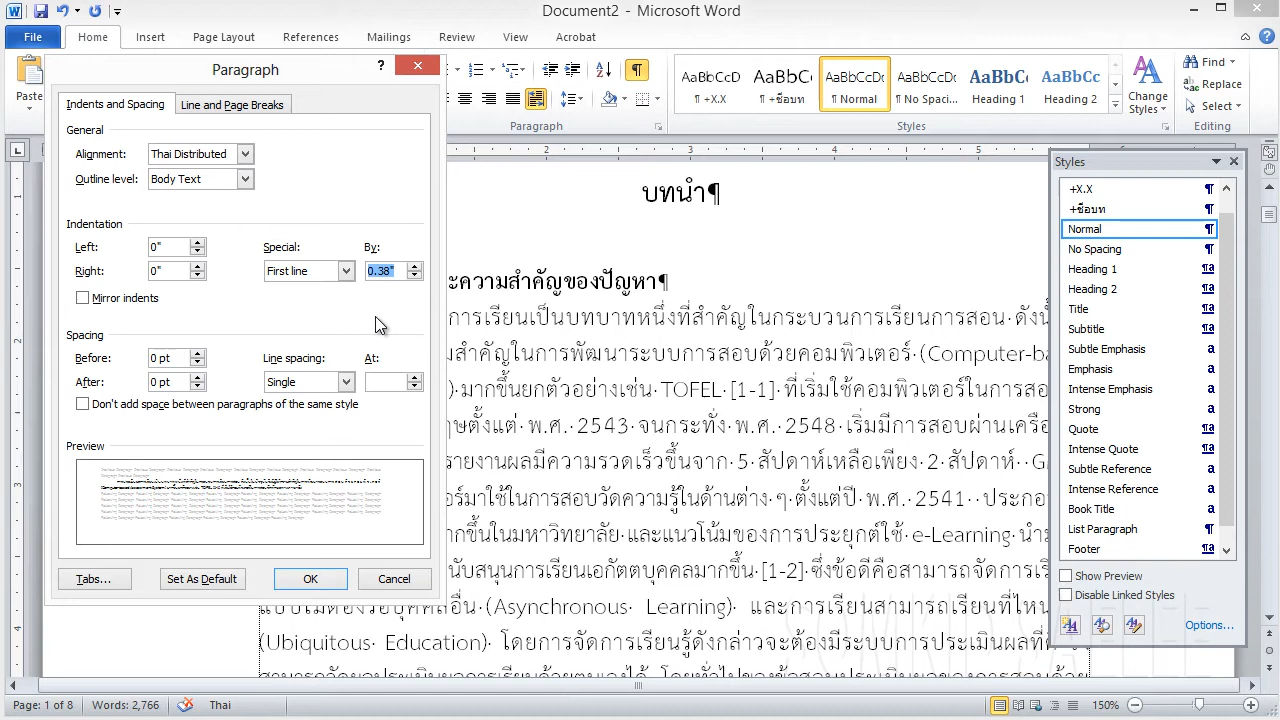 Document2 - Microsoft Word
File Home Insert Page Layout References Mailings Review View Acrobat
Paste
Paragraph
Indents and Spacing
Line and Page Breaks
General
Alignment: Thai Distributed
Outline level: Body Text
Indentation
Left: 0"
Right: 0"
Special: By:
First line 0.38"
Mirror indents
Spacing
Before: 0 pt
After: 0 pt
Line spacing: At:
Single
Don't add space between paragraphs of the same style
Preview
Tabs... Set As Default OK Cancel
Paragraph
AaBbCcD
¶ +X.X
AaBbC
¶ +ชื่อบท
AaBbCcDc
¶ Normal
AaBbCcDc
¶ No Spaci...
AaBbC
Heading 1
AaBbCc
Heading 2
Change
Styles
Styles
Find
Replace
Select
Editing
2 3 4 5 6
บทนำ¶
ะความสำคัญของปัญหา¶
การเรียนเป็นบทบาทหนึ่งที่สำคัญในกระบวนการเรียนการสอน· ดังนั้
มสำคัญในการพัฒนาระบบการสอบด้วยคอมพิวเตอร์·(Computer-ba
)·มากขึ้นยกตัวอย่างเช่น· TOFEL· [1-1]· ที่เริ่มใช้คอมพิวเตอร์ในการสอ
ฤษตั้งแต่· พ.ศ.· 2543· จนกระทั่ง· พ.ศ.· 2548· เริ่มมีการสอบผ่านเครือ
รายงานผลมีความรวดเร็วขึ้นจาก· 5· สัปดาห์เหลือเพียง· 2· สัปดาห์··
อร์มาใช้ในการสอบวัดความรู้ในด้านต่าง·ๆ·ตั้งแต่ปี·พ.ศ.·2541··ประกอ
ากขึ้นในมหาวิทยาลัย· และแนวโน้มของการประยุกต์ใช้· e-Learning· นำม
นับสนุนการเรียนเอกัตตบุคคลมากขึ้น·[1-2]·ซึ่งข้อดีคือสามารถจัดการเรี
(Asynchronous· Learning)· และการเรียนสามารถเรียนที่ไหน
(Ubiquitous· Education)· โดยการจัดการเรียนรู้ดังกล่าวจะต้องมีระบบการประเมินผลที่
Styles
+X.X
+ชื่อบท
Normal
No Spacing
Heading 1
Heading 2
Title
Subtitle
Subtle Emphasis
Emphasis
Intense Emphasis
Strong
Quote
Intense Quote
Subtle Reference
Intense Reference
Book Title
List Paragraph
Footer
Show Preview
Disable Linked Styles
Options...
Page: 1 of 8 Words: 2,766 Thai 150%